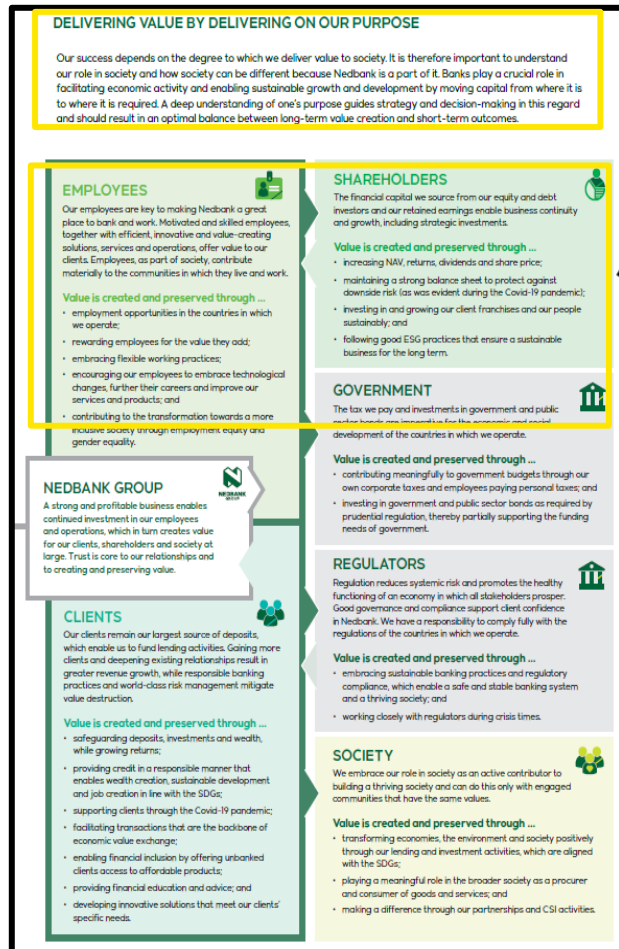 DELIVERING VALUE BY DELIVERING ON OUR PURPOSE
Our success depends on the degree to which we deliver value to society. It is therefore important to understand
our role in society and how society can be different because Nedbank is a part of it. Banks play a crucial role in
facilitating economic activity and enabling sustainable growth and development by moving capital from where it is
to where it is required. A deep understanding of one's purpose guides strategy and decision-making in this regard
and should result in an optimal balance between long-term value creation and short-term outcomes.
EMPLOYEES
Our employees are key to making Nedbank a great
place to bank and work. Motivated and skilled employees,
together with efficient, innovative and value-creating
solutions, services and operations, offer value to our
clients. Employees, as part of society, contribute
materially to the communities in which they live and work.
Value is created and preserved through ...
• employment opportunities in the countries in which
we operate;
• rewarding employees for the value they add;
• embracing flexible working practices;
• encouraging our employees to embrace technological
changes, further their careers and improve our
services and products; and
• contributing to the transformation towards a more
inclusive society through employment equity and
gender equality.
SHAREHOLDERS
The financial capital we source from our equity and debt
investors and our retained earnings enable business continuity
and growth, including strategic investments.
Value is created and preserved through ...
• increasing NAV, returns, dividends and share price;
• maintaining a strong balance sheet to protect against
downside risk (as was evident during the Covid-19 pandemic);
• investing in and growing our client franchises and our people
sustainably; and
• following good ESG practices that ensure a sustainable
business for the long term.
GOVERNMENT
The tax we pay and investments in government and public
sector bonds are imperative for the economic and social
development of the countries in which we operate.
Value is created and preserved through ...
• contributing meaningfully to government budgets through our
own corporate taxes and employees paying personal taxes; and
• investing in government and public sector bonds as required by
prudential regulation, thereby partially supporting the funding
needs of government.
NEDBANK GROUP
NEDBANK
GROUP
A strong and profitable business enables
continued investment in our employees
and operations, which in turn creates value
for our clients, shareholders and society at
large. Trust is core to our relationships and
to creating and preserving value.
REGULATORS
Regulation reduces systemic risk and promotes the healthy
functioning of an economy in which all stakeholders prosper.
Good governance and compliance support client confidence
in Nedbank. We have a responsibility to comply fully with the
regulations of the countries in which we operate.
Value is created and preserved through ...
• embracing sustainable banking practices and regulatory
compliance, which enable a safe and stable banking system
and a thriving society; and
• working closely with regulators during crisis times.
CLIENTS
Our clients remain our largest source of deposits,
which enable us to fund lending activities. Gaining more
clients and deepening existing relationships result in
greater revenue growth, while responsible banking
practices and world-class risk management mitigate
value destruction.
Value is created and preserved through ...
• safeguarding deposits, investments and wealth,
while growing returns;
• providing credit in a responsible manner that
enables wealth creation, sustainable development
and job creation in line with the SDGs;
• supporting clients through the Covid-19 pandemic;
• facilitating transactions that are the backbone of
economic value exchange;
• enabling financial inclusion by offering unbanked
clients access to affordable products;
• providing financial education and advice; and
• developing innovative solutions that meet our clients'
specific needs.
SOCIETY
We embrace our role in society as an active contributor to
building a thriving society and can do this only with engaged
communities that have the same values.
Value is created and preserved through ...
• transforming economies, the environment and society positively
through our lending and investment activities, which are aligned
with the SDGs;
• playing a meaningful role in the broader society as a procurer
and consumer of goods and services; and
• making a difference through our partnerships and CSI activities.